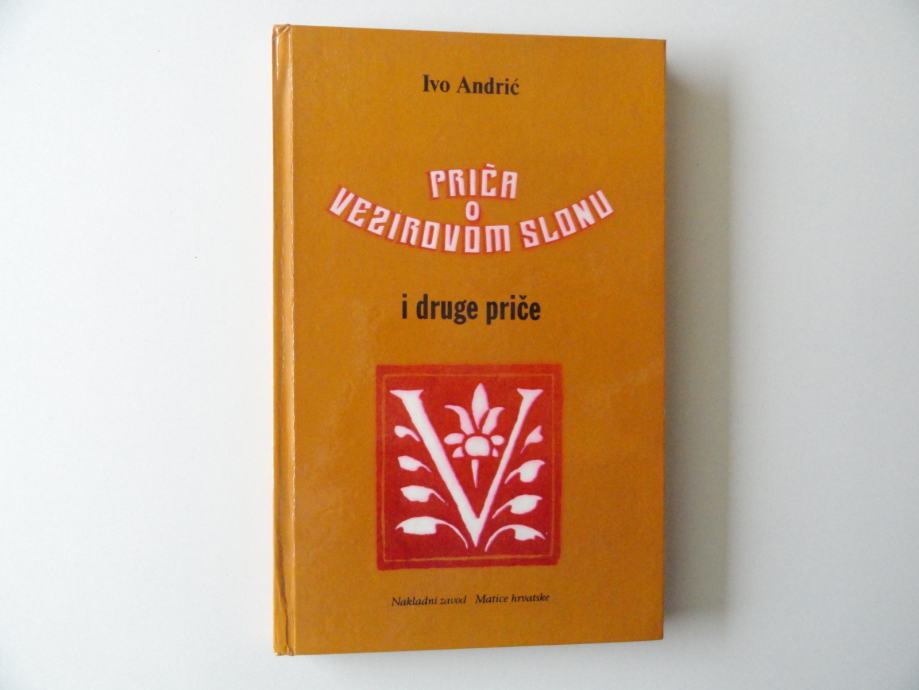 Ivo Andrić
PRIČA
O
VEZIROVOM SLONU
i druge priče
V
Nakladni zavod Matice hrvatske